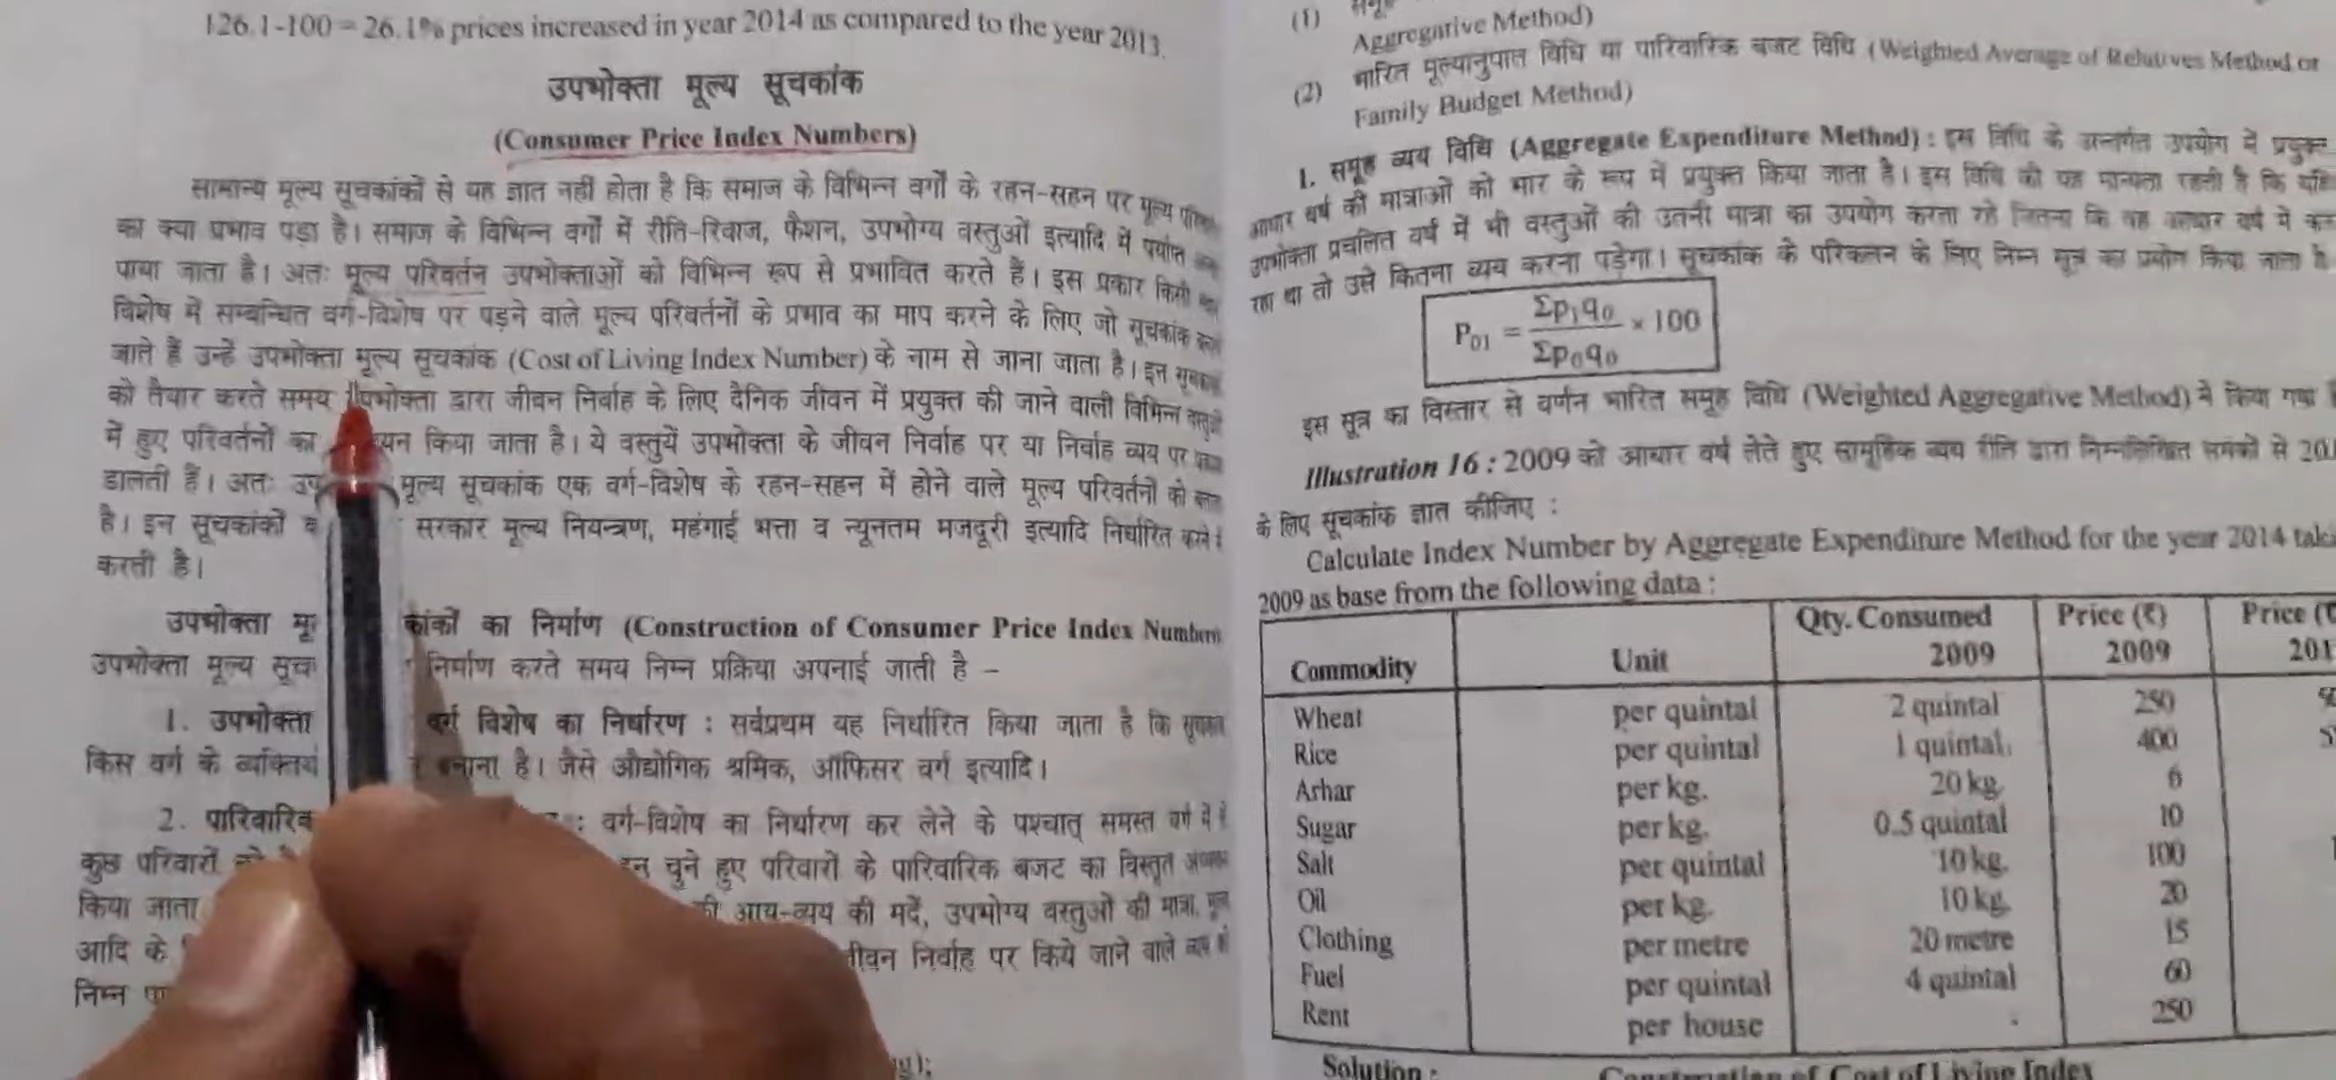 126.1-100 = 26.1% prices increased in year 2014 as compared to the year 2013.
उपभोक्ता मूल्य सूचकांक
(Consumer Price Index Numbers)
सामान्य मूल्य सूचकांकों से यह ज्ञात नहीं होता है कि समाज के विभिन्न वर्गों के रहन-सहन पर मूल्य
का क्या प्रभाव पड़ा है। समाज के विभिन्न वर्गों में रीति-रिवाज, फैशन, उपभोग्य वस्तुओं इत्यादि में पर्याप्त
पाया जाता है। अतः मूल्य परिवर्तन उपभोक्ताओं को विभिन्न रूप से प्रभावित करते हैं। इस प्रकार किसी
विशेष में सम्बन्धित वर्ग-विशेष पर पड़ने वाले मूल्य परिवर्तनों के प्रभाव का माप करने के लिए जो सूचकांक
जाते हैं उन्हें उपभोक्ता मूल्य सूचकांक (Cost of Living Index Number) के नाम से जाना जाता है। इन
को तैयार करते समय उपभोक्ता द्वारा जीवन निर्वाह के लिए दैनिक जीवन में प्रयुक्त की जाने वाली विभिन्न
में हुए परिवर्तनों का यन किया जाता है। ये वस्तुयें उपभोक्ता के जीवन निर्वाह पर या निर्वाह व्यय पर
डालती हैं। अतः मूल्य सूचकांक एक वर्ग-विशेष के रहन-सहन में होने वाले मूल्य परिवर्तनों को
है। इन सूचकांकों सरकार मूल्य नियन्त्रण, महंगाई भत्ता व न्यूनतम मजदूरी इत्यादि निर्धारित करने
करती है।
उपभोक्ता कांकों का निर्माण (Construction of Consumer Price Index Numbers
उपभोक्ता मूल्य सूच निर्माण करते समय निम्न प्रक्रिया अपनाई जाती है –
1. उपभोक्ता वर्ग विशेष का निर्धारण : सर्वप्रथम यह निर्धारित किया जाता है कि
किस वर्ग के बनाना है। जैसे औद्योगिक श्रमिक, ऑफिसर वर्ग इत्यादि।
2. पारिवारिक : वर्ग-विशेष का निर्धारण कर लेने के पश्चात् समस्त वर्ग में
कुछ परिवारों चुने हुए परिवारों के पारिवारिक बजट का विस्तृत
किया जाता की आय-व्यय की मदें, उपभोग्य वस्तुओं की मात्रा,
आदि के जीवन निर्वाह पर किये जाने वाले
निम्न
(1)
Aggregative Method)
(2) भारित मूल्यानुपात विधि या पारिवारिक बजट विधि (Weighted Average of Relatives Method or
Family Budget Method)
1. समूह व्यय विधि (Aggregate Expenditure Method) : इस विधि के अन्तर्गत उपयोग में प्रयुक्त
आधार वर्ष की मात्राओं को भार के रूप में प्रयुक्त किया जाता है। इस विधि की यह मान्यता रहती है कि यदि
उपभोक्ता प्रचलित वर्ष में भी वस्तुओं की उतनी मात्रा का उपयोग करता रहे जितना कि वह आधार वर्ष में कर
रहा था तो उसे कितना व्यय करना पड़ेगा। सूचकांक के परिकलन के लिए निम्न सूत्र का प्रयोग किया जाता है
P₀₁ = Σp₁q₀ / Σp₀q₀ × 100
इस सूत्र का विस्तार से वर्णन भारित समूह विधि (Weighted Aggregative Method) में किया गया
Illustration 16 : 2009 को आधार वर्ष लेते हुए सामूहिक व्यय रीति द्वारा निम्नलिखित समंकों से 201
के लिए सूचकांक ज्ञात कीजिए :
Calculate Index Number by Aggregate Expenditure Method for the year 2014 taki
2009 as base from the following data :
Commodity Unit Qty. Consumed 2009 Price (₹) 2009 Price (₹ 201
Wheat per quintal 2 quintal 250
Rice per quintal 1 quintal 400
Arhar per kg. 20 kg. 6
Sugar per kg. 0.5 quintal 10
Salt per quintal 10 kg. 100
Oil per kg. 10 kg. 20
Clothing per metre 20 metre 15
Fuel per quintal 4 quintal 60
Rent per house 250
Solution :
Construction of Cost of Living Index